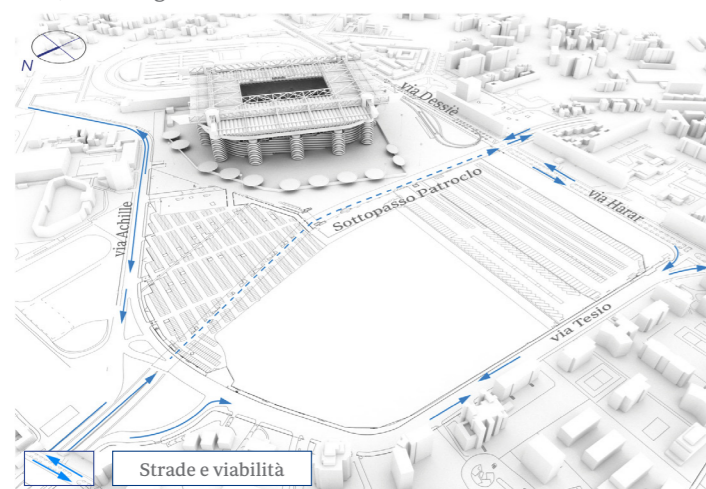 N
via Dessiè
Sottopasso Patroclo
via Harar
via Achille
via Tesio
Strade e viabilità